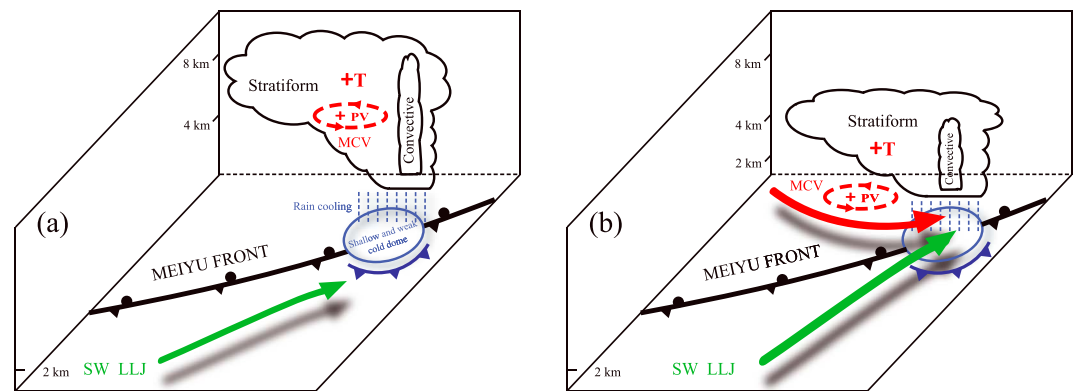 8 km
4 km
Stratiform
+T
+ PV
MCV
Convective
(a)
Rain cooling
Shallow and weak
cold dome
MEIYU FRONT
SW LLJ
2 km
8 km
4 km
2 km
Stratiform
+T
Convective
MCV
+ PV
(b)
MEIYU FRONT
SW LLJ
2 km